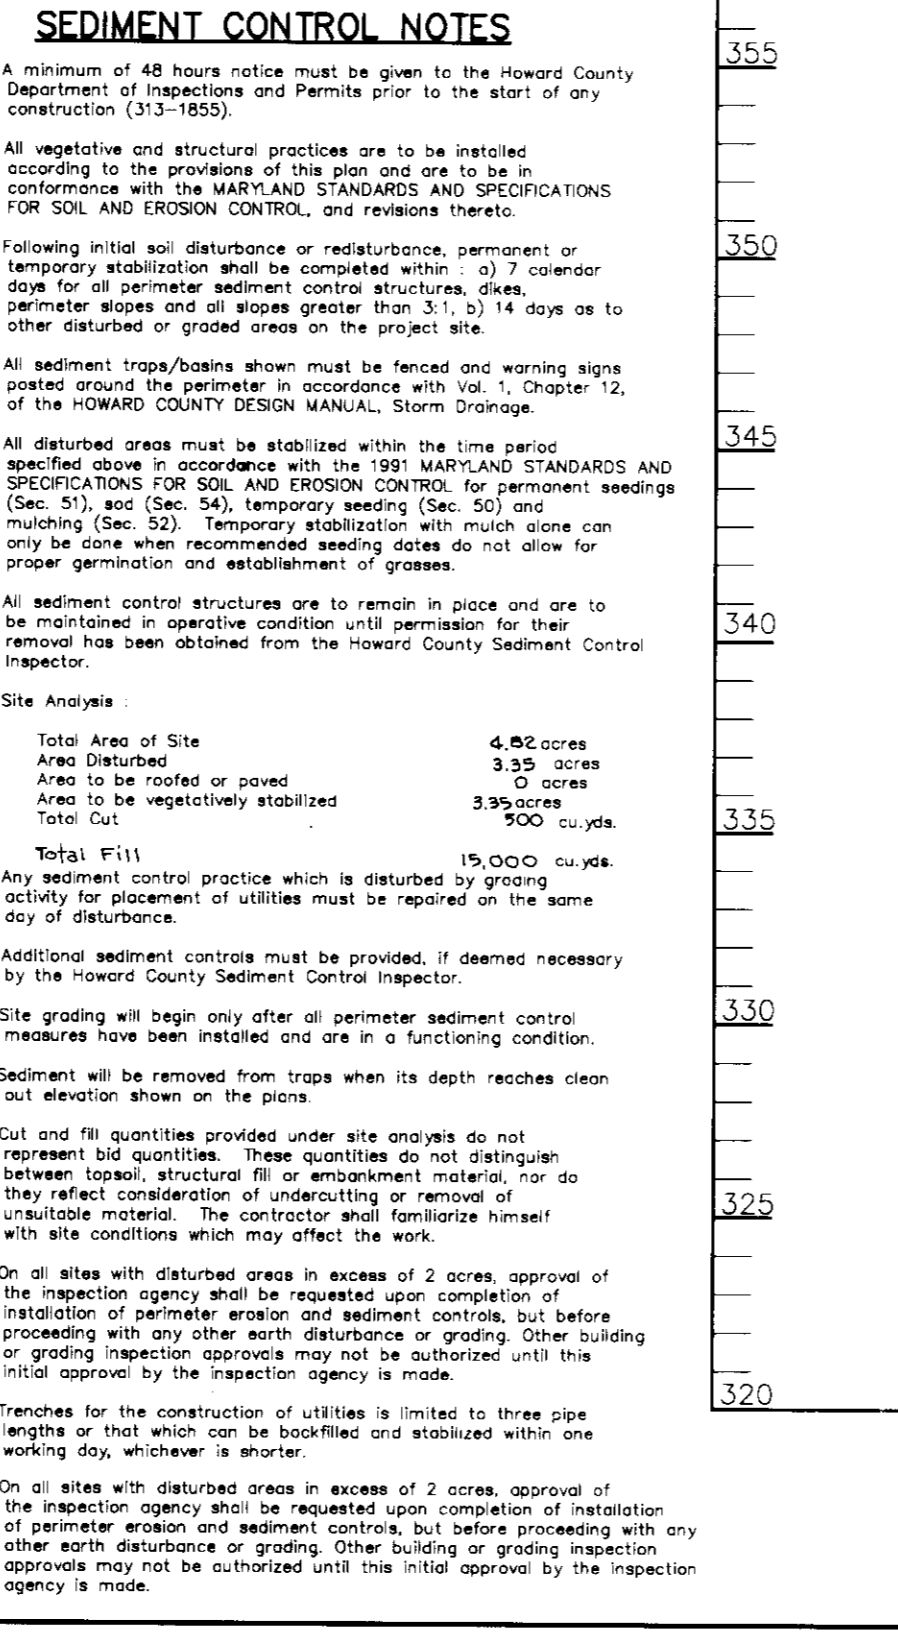 SEDIMENT CONTROL NOTES
A minimum of 48 hours notice must be given to the Howard County
Department of Inspections and Permits prior to the start of any
construction (313-1855).
All vegetative and structural practices are to be installed
according to the provisions of this plan and are to be in
conformance with the MARYLAND STANDARDS AND SPECIFICATIONS
FOR SOIL AND EROSION CONTROL, and revisions thereto.
Following initial soil disturbance or redisturbance, permanent or
temporary stabilization shall be completed within : a) 7 calendar
days for all perimeter sediment control structures, dikes,
perimeter slopes and all slopes greater than 3:1, b) 14 days as to
other disturbed or graded areas on the project site.
All sediment traps/basins shown must be fenced and warning signs
posted around the perimeter in accordance with Vol. 1, Chapter 12,
of the HOWARD COUNTY DESIGN MANUAL, Storm Drainage.
All disturbed areas must be stabilized within the time period
specified above in accordance with the 1991 MARYLAND STANDARDS AND
SPECIFICATIONS FOR SOIL AND EROSION CONTROL for permanent seedings
(Sec. 51), sod (Sec. 54), temporary seeding (Sec. 50) and
mulching (Sec. 52). Temporary stabilization with mulch alone can
only be done when recommended seeding dates do not allow for
proper germination and establishment of grasses.
All sediment control structures are to remain in place and are to
be maintained in operative condition until permission for their
removal has been obtained from the Howard County Sediment Control
Inspector.
Site Analysis :
Total Area of Site acres
Area Disturbed 3.35 acres
Area to be roofed or paved 0 acres
Area to be vegetatively stabilized 3.35 acres
Total Cut 500 cu.yds.
Total Fill 15,000 cu.yds.
Any sediment control practice which is disturbed by grading
activity for placement of utilities must be repaired on the same
day of disturbance.
Additional sediment controls must be provided, if deemed necessary
by the Howard County Sediment Control Inspector.
Site grading will begin only after all perimeter sediment control
measures have been installed and are in a functioning condition.
Sediment will be removed from traps when its depth reaches clean
out elevation shown on the plans.
Cut and fill quantities provided under site analysis do not
represent bid quantities. These quantities do not distinguish
between topsoil, structural fill or embankment material, nor do
they reflect consideration of undercutting or removal of
unsuitable material. The contractor shall familiarize himself
with site conditions which may affect the work.
On all sites with disturbed areas in excess of 2 acres, approval of
the inspection agency shall be requested upon completion of
installation of perimeter erosion and sediment controls, but before
proceeding with any other earth disturbance or grading. Other building
or grading inspection approvals may not be authorized until this
initial approval by the inspection agency is made.
Trenches for the construction of utilities is limited to three pipe
lengths or that which can be backfilled and stabilized within one
working day, whichever is shorter.
On all sites with disturbed areas in excess of 2 acres, approval of
the inspection agency shall be requested upon completion of installation
of perimeter erosion and sediment controls, but before proceeding with any
other earth disturbance or grading. Other building or grading inspection
approvals may not be authorized until this initial approval by the inspection
agency is made.
355
350
345
340
335
330
325
320